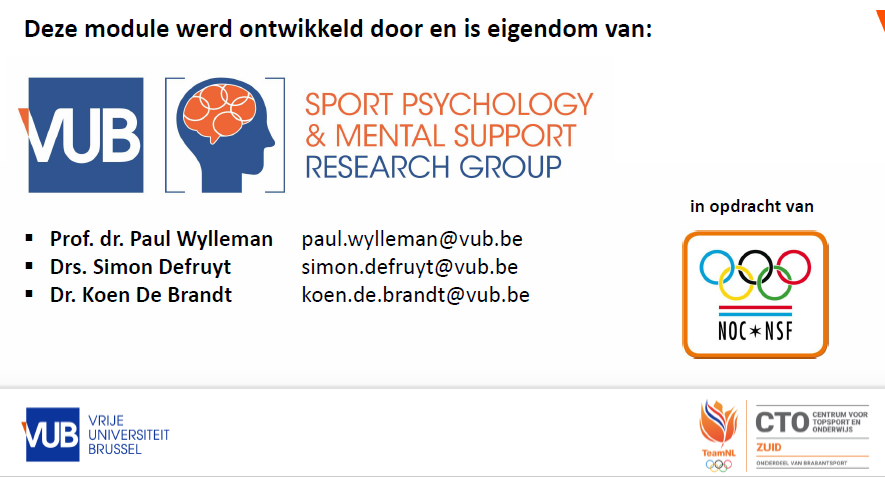 Deze module werd ontwikkeld door en is eigendom van:
VUB
SPORT PSYCHOLOGY
& MENTAL SUPPORT
RESEARCH GROUP
in opdracht van
▪ Prof. dr. Paul Wylleman paul.wylleman@vub.be
▪ Drs. Simon Defruyt simon.defruyt@vub.be
▪ Dr. Koen De Brandt koen.de.brandt@vub.be
NOC✶NSF
VUB
VRIJE
UNIVERSITEIT
BRUSSEL
TeamNL
CTO
CENTRUM VOOR
TOPSPORT EN
ONDERWIJS
ZUID
ONDERDEEL VAN BRABANTSPORT